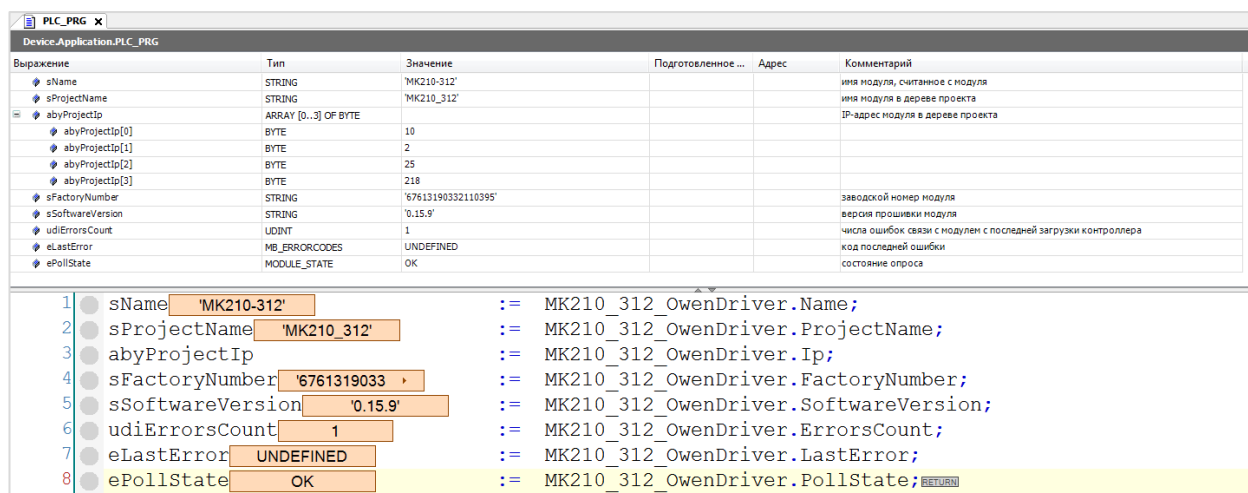 PLC_PRG X
Device.Application.PLC_PRG
Выражение Тип Значение Подготовленное ... Адрес Комментарий
sName STRING 'MK210-312' имя модуля, считанное с модуля
sProjectName STRING 'MK210_312' имя модуля в дереве проекта
abyProjectIp ARRAY [0..3] OF BYTE IP-адрес модуля в дереве проекта
abyProjectIp[0] BYTE 10
abyProjectIp[1] BYTE 2
abyProjectIp[2] BYTE 25
abyProjectIp[3] BYTE 218
sFactoryNumber STRING '67613190332110395' заводской номер модуля
sSoftwareVersion STRING '0.15.9' версия прошивки модуля
udiErrorsCount UDINT 1 числа ошибок связи с модулем с последней загрузки контроллера
eLastError MB_ERRORCODES UNDEFINED код последней ошибки
ePollState MODULE_STATE OK состояние опроса
1 sName 'MK210-312' := MK210_312_OwenDriver.Name;
2 sProjectName 'MK210_312' := MK210_312_OwenDriver.ProjectName;
3 abyProjectIp := MK210_312_OwenDriver.Ip;
4 sFactoryNumber '6761319033 := MK210_312_OwenDriver.FactoryNumber;
5 sSoftwareVersion '0.15.9' := MK210_312_OwenDriver.SoftwareVersion;
6 udiErrorsCount 1 := MK210_312_OwenDriver.ErrorsCount;
7 eLastError UNDEFINED := MK210_312_OwenDriver.LastError;
8 ePollState OK := MK210_312_OwenDriver.PollState; RETURN